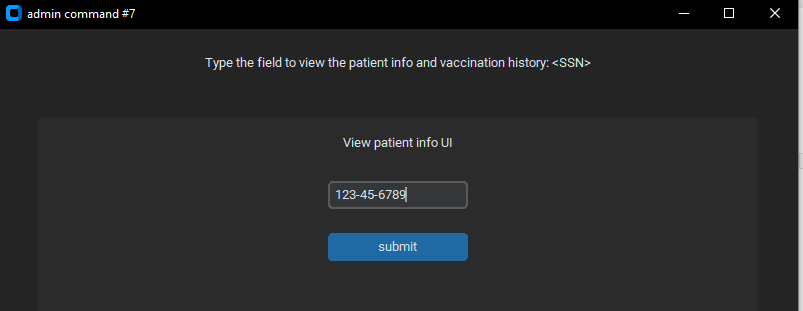 admin command #7
Type the field to view the patient info and vaccination history: <SSN>
View patient info UI
123-45-6789
submit